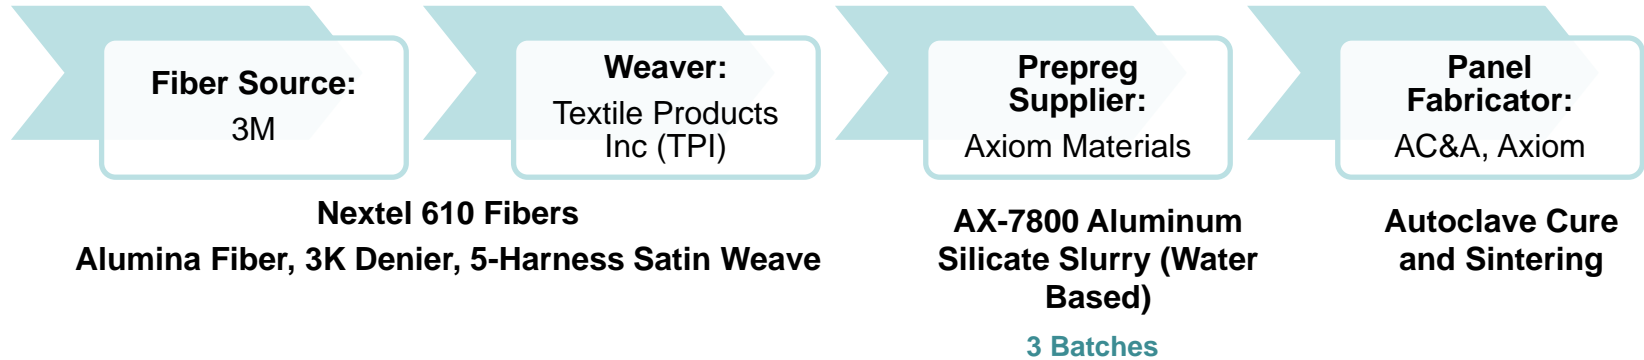 Fiber Source:
3M
Weaver:
Textile Products
Inc (TPI)
Prepreg
Supplier:
Axiom Materials
Panel
Fabricator:
AC&A, Axiom
Nextel 610 Fibers
Alumina Fiber, 3K Denier, 5-Harness Satin Weave
AX-7800 Aluminum
Silicate Slurry (Water
Based)
3 Batches
Autoclave Cure
and Sintering